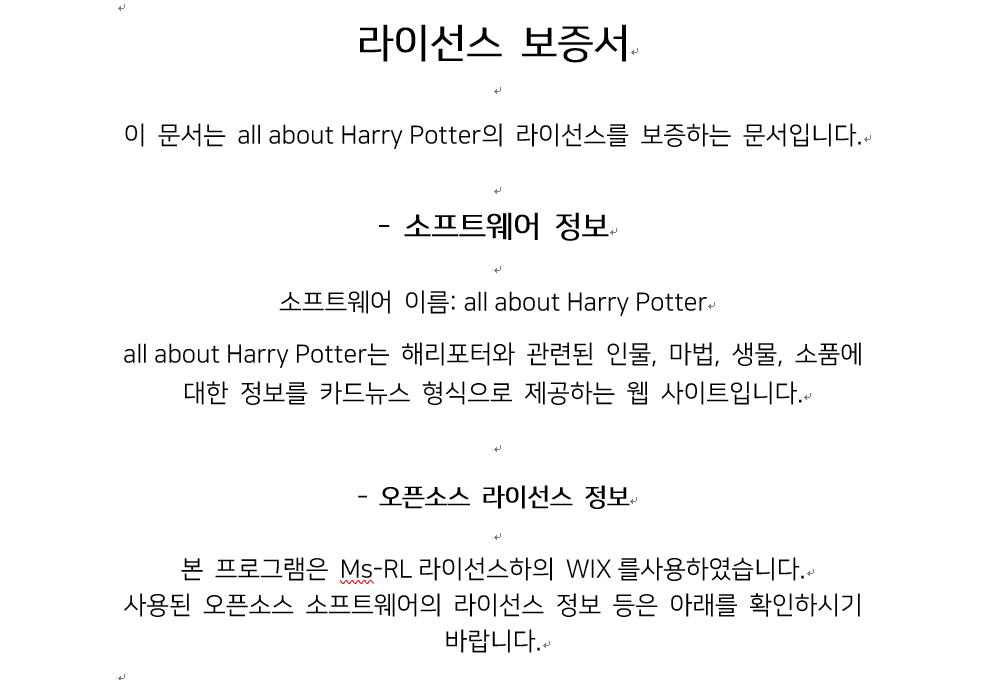 라이선스 보증서
이 문서는 all about Harry Potter의 라이선스를 보증하는 문서입니다.
- 소프트웨어 정보
소프트웨어 이름: all about Harry Potter
all about Harry Potter는 해리포터와 관련된 인물, 마법, 생물, 소품에
대한 정보를 카드뉴스 형식으로 제공하는 웹 사이트입니다.
- 오픈소스 라이선스 정보
본 프로그램은 Ms-RL 라이선스하의 WIX 를사용하였습니다.
사용된 오픈소스 소프트웨어의 라이선스 정보 등은 아래를 확인하시기
바랍니다.